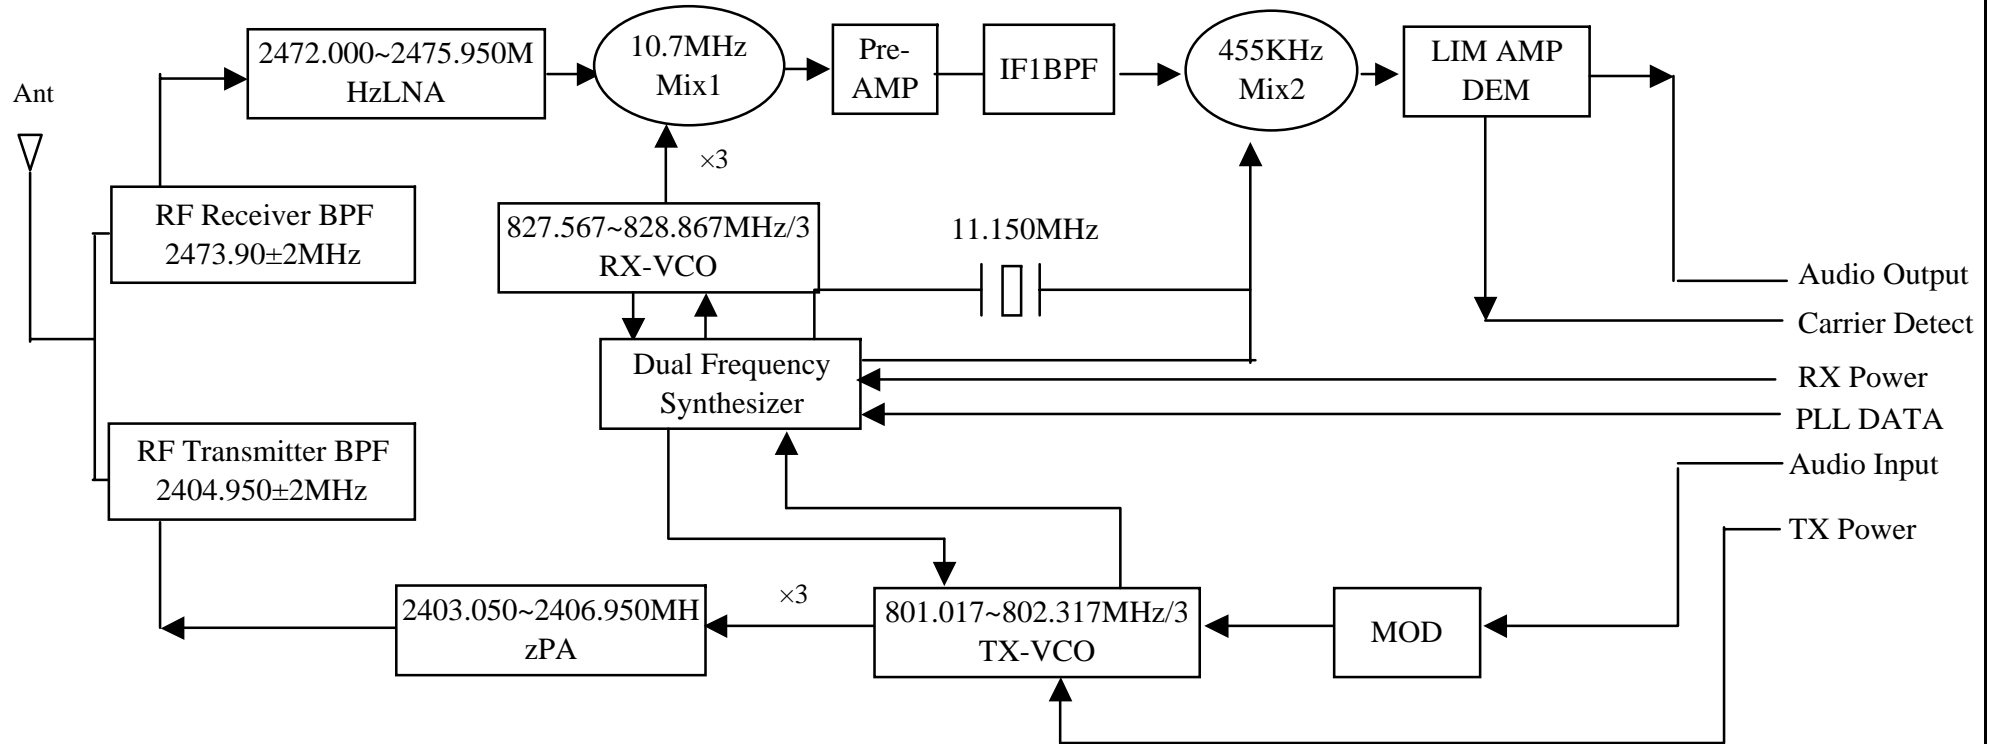 2472.000~2475.950M
HzLNA
10.7MHz
Mix1
Pre-
AMP
IF1BPF
455KHz
Mix2
LIM AMP
DEM
Ant
×3
RF Receiver BPF
2473.90±2MHz
827.567~828.867MHz/3
RX-VCO
11.150MHz
Audio Output
Carrier Detect
Dual Frequency
Synthesizer
RX Power
PLL DATA
RF Transmitter BPF
2404.950±2MHz
Audio Input
TX Power
2403.050~2406.950MH
zPA
×3
801.017~802.317MHz/3
TX-VCO
MOD